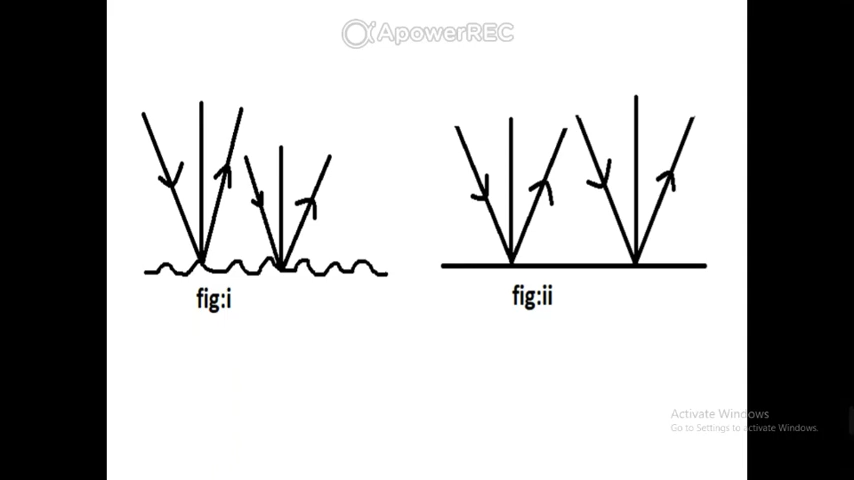 ApowerREC
fig:i
fig:ii
Activate Windows
Go to Settings to activate Windows.